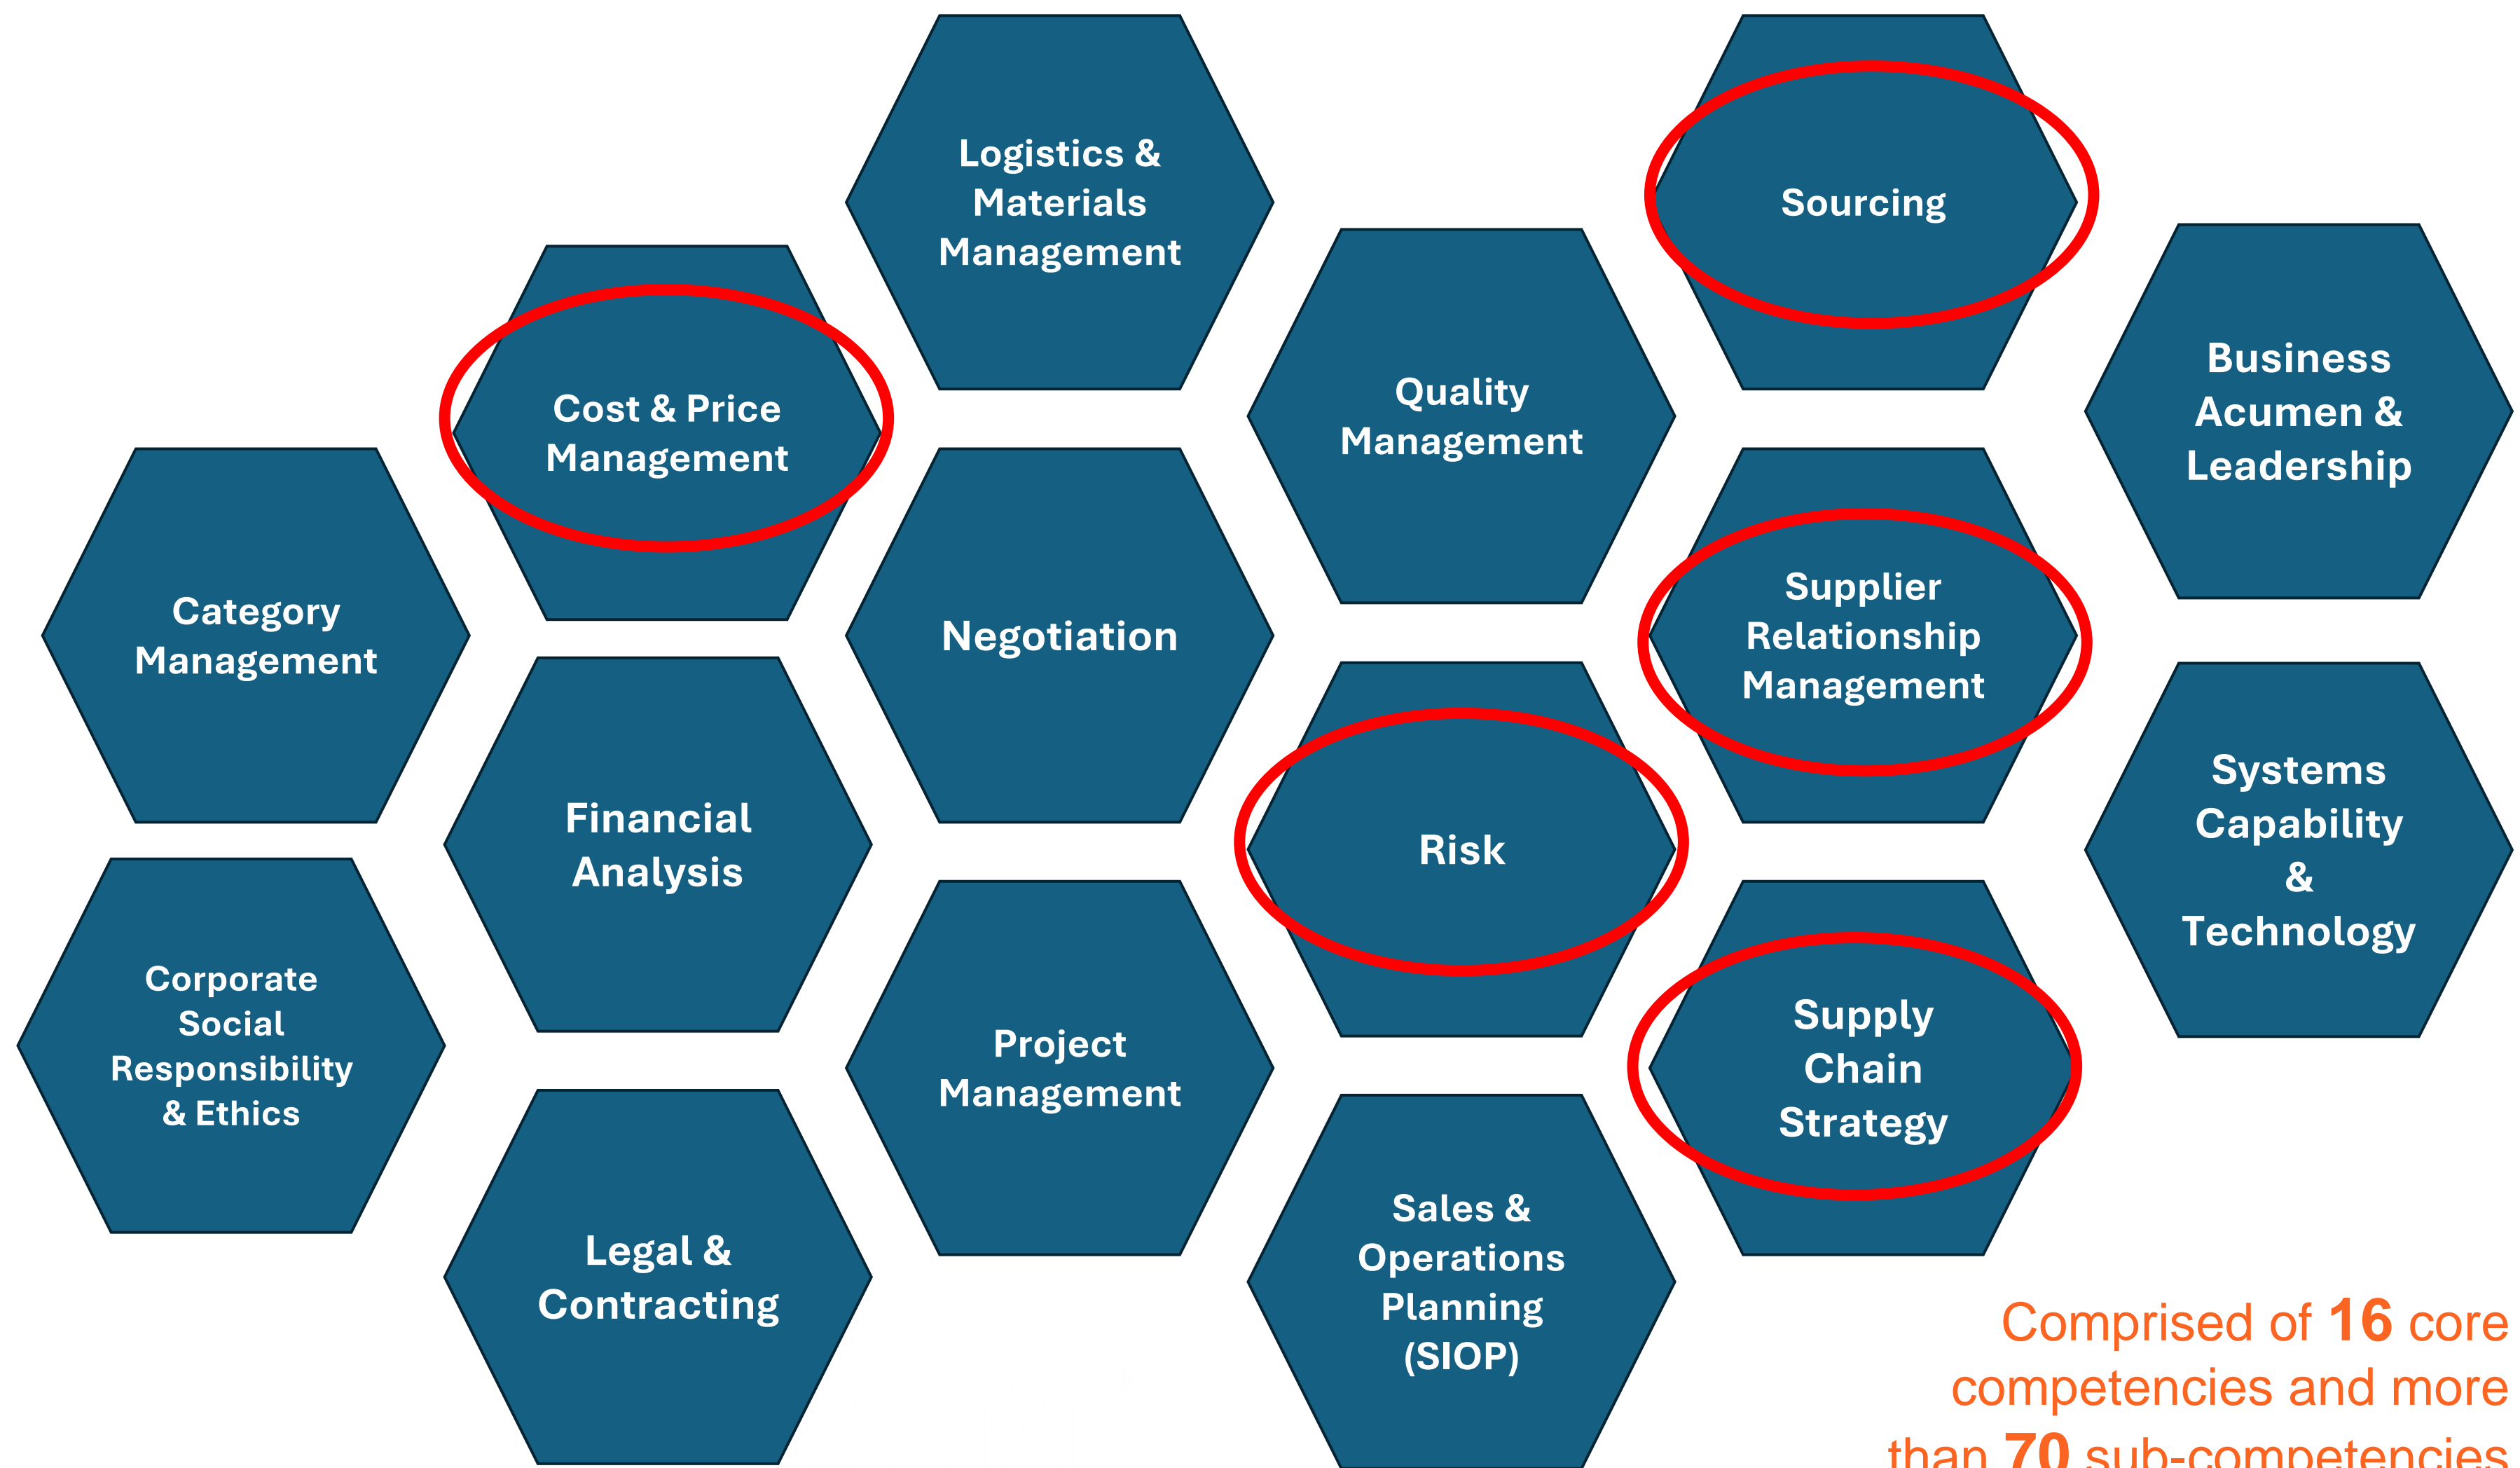 Logistics &
Materials
Management
Sourcing
Cost & Price
Management
Quality
Management
Business
Acumen &
Leadership
Category
Management
Negotiation
Supplier
Relationship
Management
Financial
Analysis
Risk
Systems
Capability
&
Technology
Corporate
Social
Responsibility
& Ethics
Project
Management
Supply
Chain
Strategy
Legal &
Contracting
Sales &
Operations
Planning
(SIOP)
Comprised of 16 core
competencies and more
than 70 sub-competencies